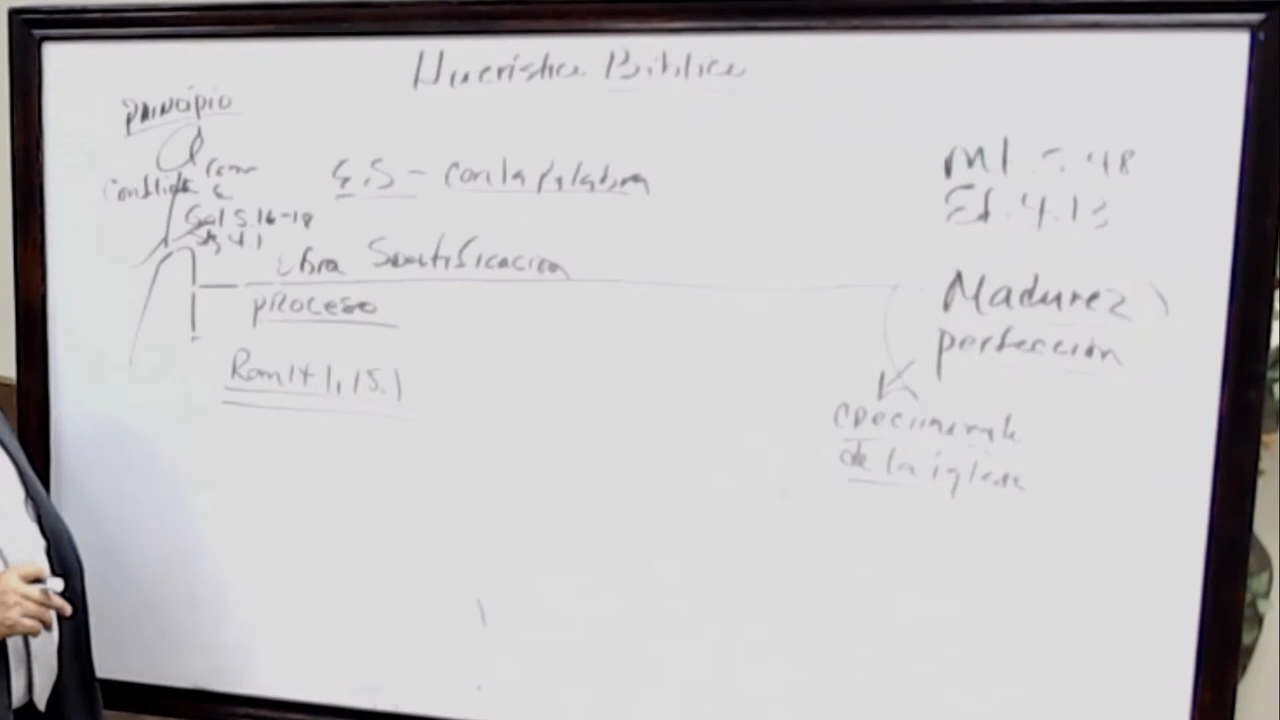 Hueristica Biblica
principio
Conflicto
Gal 5.16-18
E.S - con la palabra
obra Santificacion
proceso
Rom 14 1, 15.1
Mt 5.48
Ef. 4.13
Madurez
perfeccion
de la iglesia